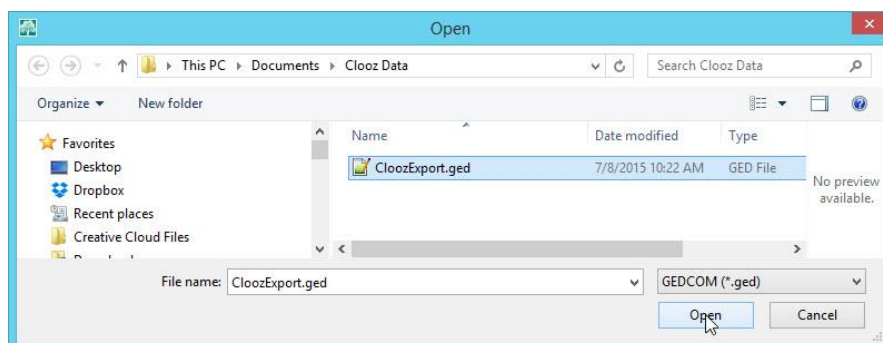 Open
This PC Documents Clooz Data
Search Clooz Data
Organize New folder
Favorites
Desktop
Dropbox
Recent places
Creative Cloud Files
Name Date modified Type
CloozExport.ged 7/8/2015 10:22 AM GED File
No preview
available.
File name: CloozExport.ged GEDCOM (*.ged)
Open Cancel